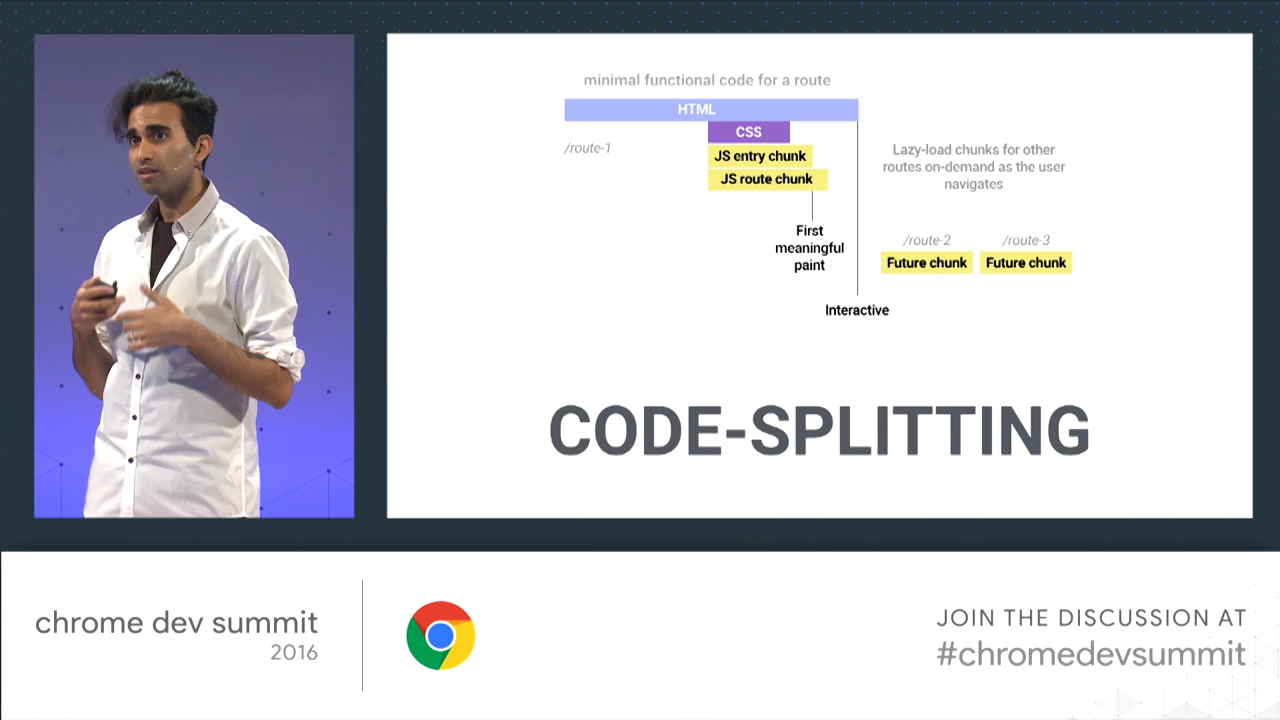 minimal functional code for a route
HTML
CSS
/route-1
JS entry chunk
JS route chunk
First
meaningful
paint
Interactive
Lazy-load chunks for other
routes on-demand as the user
navigates
/route-2
/route-3
Future chunk
Future chunk
CODE-SPLITTING
chrome dev summit
2016
JOIN THE DISCUSSION AT
#chromedevsummit